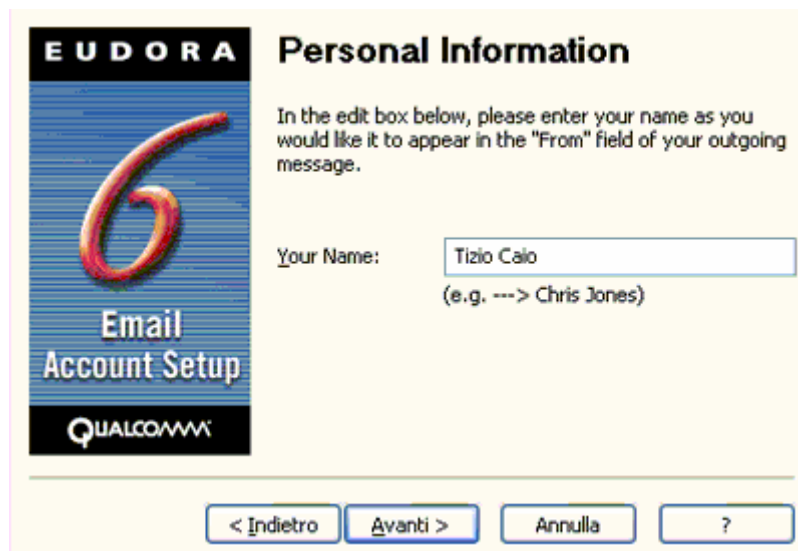 EUDORA
6
Email
Account Setup
QUALCOMM
Personal Information
In the edit box below, please enter your name as you
would like it to appear in the "From" field of your outgoing
message.
Your Name:
Tizio Caio
(e.g. ---> Chris Jones)
< Indietro
Avanti >
Annulla
?